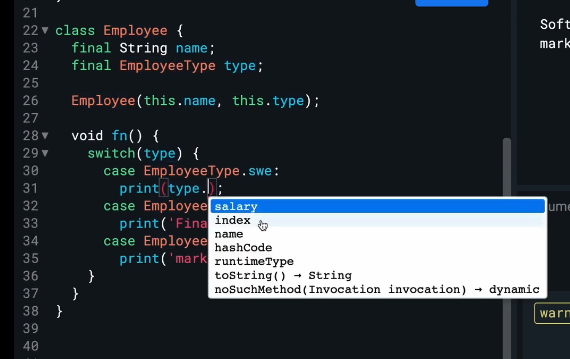 21
22 class Employee {
23 final String name;
24 final EmployeeType type;
25
26 Employee(this.name, this.type);
27
28 void fn() {
29 switch(type) {
30 case EmployeeType.swe:
31 print(type.);
32 case Employee
33 print('Fina
34 case Employee
35 print('mark
36 }
37 }
38 }
39
40
salary
index
name
hashCode
runtimeType
toString() → String
noSuchMethod(Invocation invocation) → dynamic
Soft
mark
ume
warn